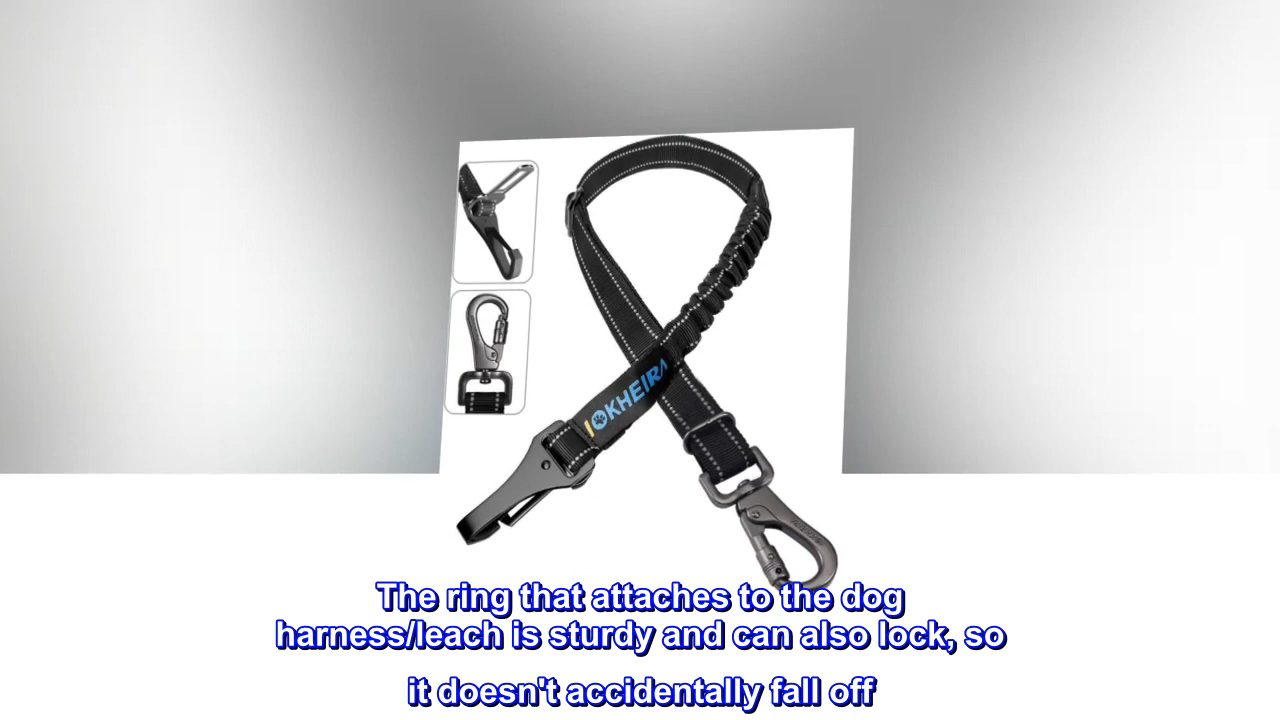 IOKHEIRA
The ring that attaches to the dog
harness/leach is sturdy and can also lock, so
it doesn't accidentally fall off